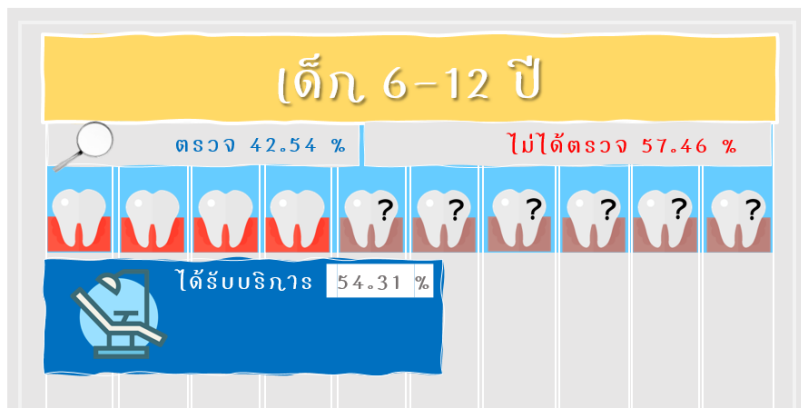 เด็ก 6-12 ปี
ตรวจ 42.54 % ไม่ได้ตรวจ 57.46 %
? ? ? ? ? ?
ได้รับบริการ 54.31 %